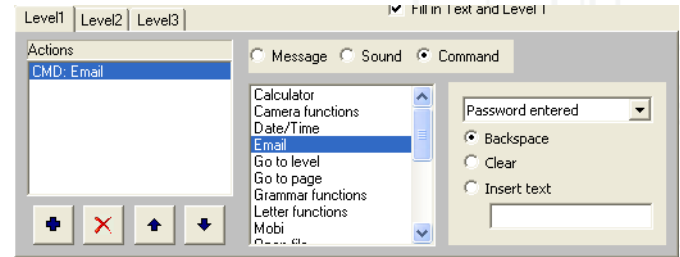 Fill in Text and Level 1
Level1 Level2 Level3
Actions
CMD: Email
Message Sound Command
Calculator
Camera functions
Date/Time
Email
Go to level
Go to page
Grammar functions
Letter functions
Mobi
Open file
Password entered
Backspace
Clear
Insert text